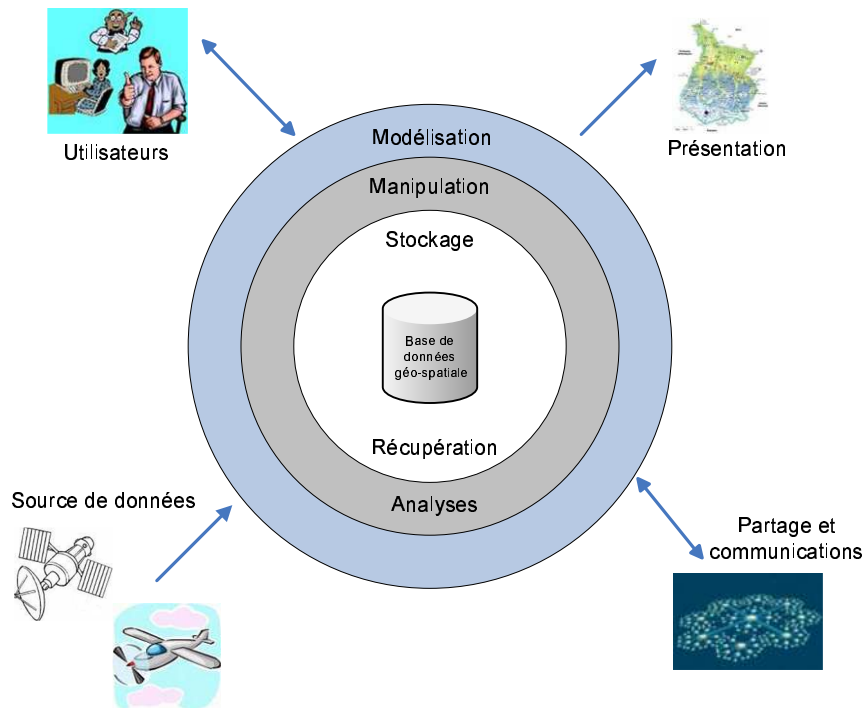 Utilisateurs
Présentation
Modélisation
Manipulation
Stockage
Base de
données
géo-spatiale
Récupération
Analyses
Source de données
Partage et
communications